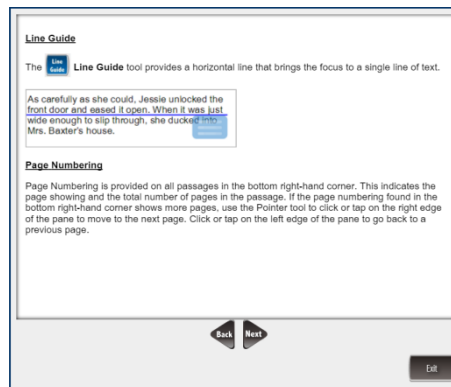 Line Guide
The Line Guide Line Guide tool provides a horizontal line that brings the focus to a single line of text.
As carefully as she could, Jessie unlocked the
front door and eased it open. When it was just
wide enough to slip through, she ducked into
Mrs. Baxter's house.
Page Numbering
Page Numbering is provided on all passages in the bottom right-hand corner. This indicates the
page showing and the total number of pages in the passage. If the page numbering found in the
bottom right-hand corner shows more pages, use the Pointer tool to click or tap on the right edge
of the pane to move to the next page. Click or tap on the left edge of the pane to go back to a
previous page.
Back Next
Exit